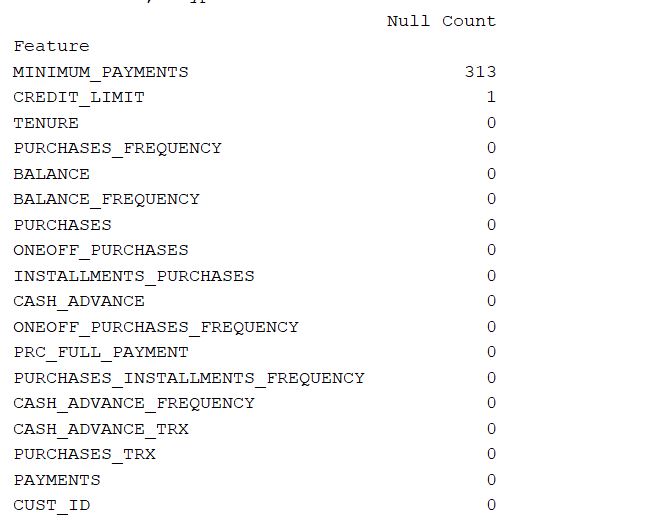 Null Count
Feature
MINIMUM_PAYMENTS 313
CREDIT_LIMIT 1
TENURE 0
PURCHASES_FREQUENCY 0
BALANCE 0
BALANCE_FREQUENCY 0
PURCHASES 0
ONEOFF_PURCHASES 0
INSTALLMENTS_PURCHASES 0
CASH_ADVANCE 0
ONEOFF_PURCHASES_FREQUENCY 0
PRC_FULL_PAYMENT 0
PURCHASES_INSTALLMENTS_FREQUENCY 0
CASH_ADVANCE_FREQUENCY 0
CASH_ADVANCE_TRX 0
PURCHASES_TRX 0
PAYMENTS 0
CUST_ID 0